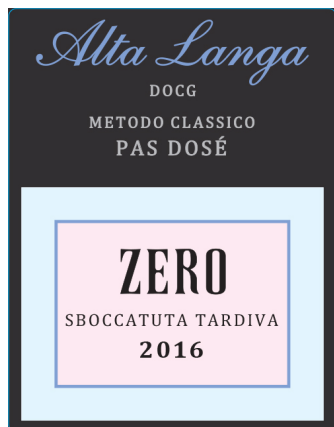 Alta Langa
DOCG
METODO CLASSICO
PAS DOSÉ
ZERO
SBOCCATUTA TARDIVA
2016